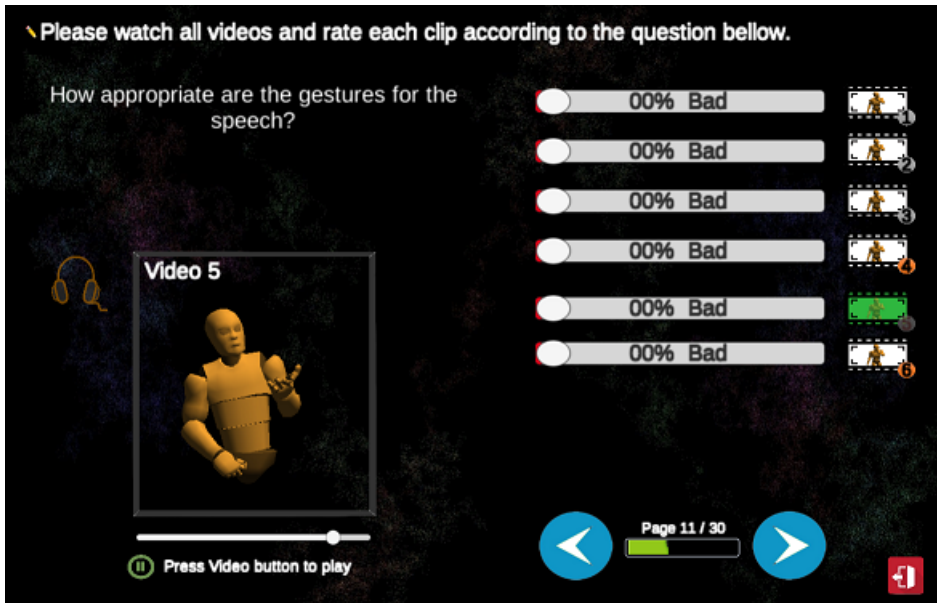 Please watch all videos and rate each clip according to the question bellow.
How appropriate are the gestures for the
speech?
00% Bad
1
00% Bad
2
00% Bad
3
00% Bad
4
Video 5
00% Bad
00% Bad
6
Page 11 / 30
Press Video button to play